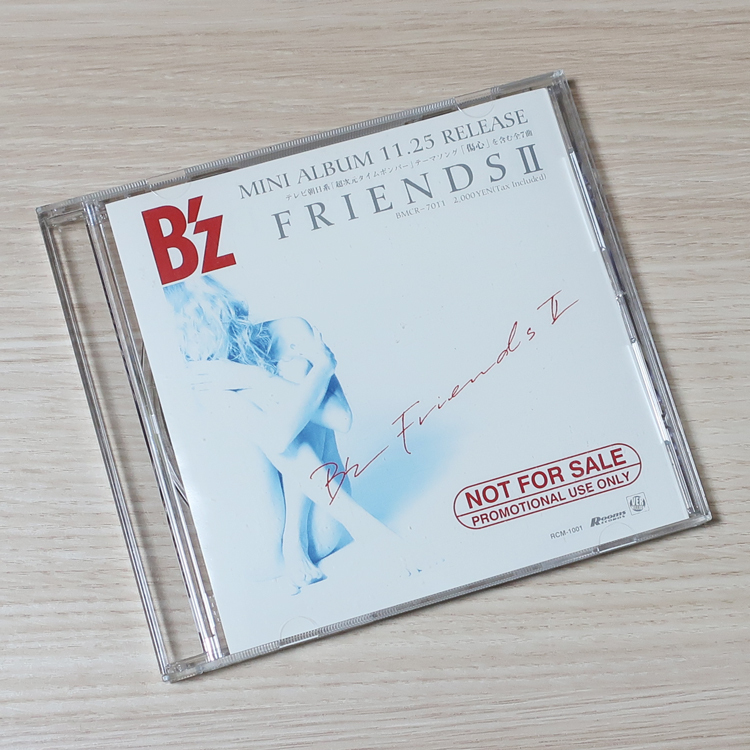 MINI ALBUM 11.25 RELEASE
テレビ朝日系「超次元タイムボンバー」テーマソング「傷心」を含む全7曲
FRIENDS II
BMCR-7011 2,000YEN(Tax Included)
B'z
B'z Friends II
NOT FOR SALE
PROMOTIONAL USE ONLY
RCM-1001
Rooms
RECORDS